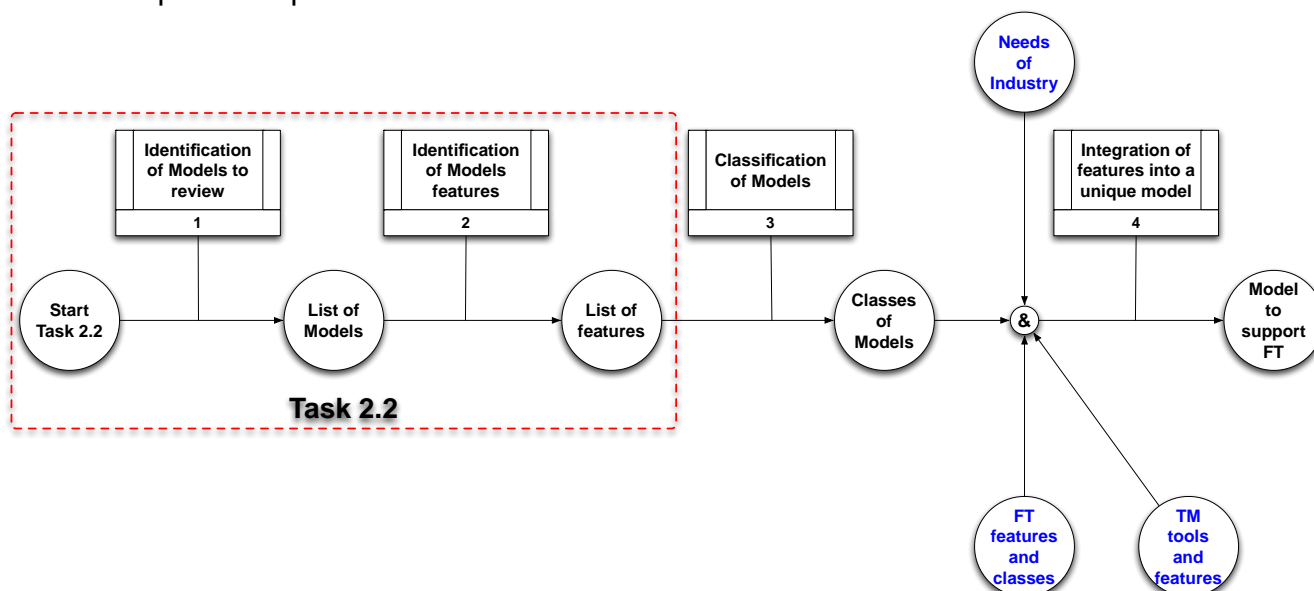 Needs
of
Industry
Identification
of Models to
review
1
Identification
of Models
features
2
Classification
of Models
3
Integration of
features into a
unique model
4
Start
Task 2.2
List of
Models
List of
features
Classes
of
Models
&
Model
to
support
FT
Task 2.2
FT
features
and
classes
TM
tools
and
features